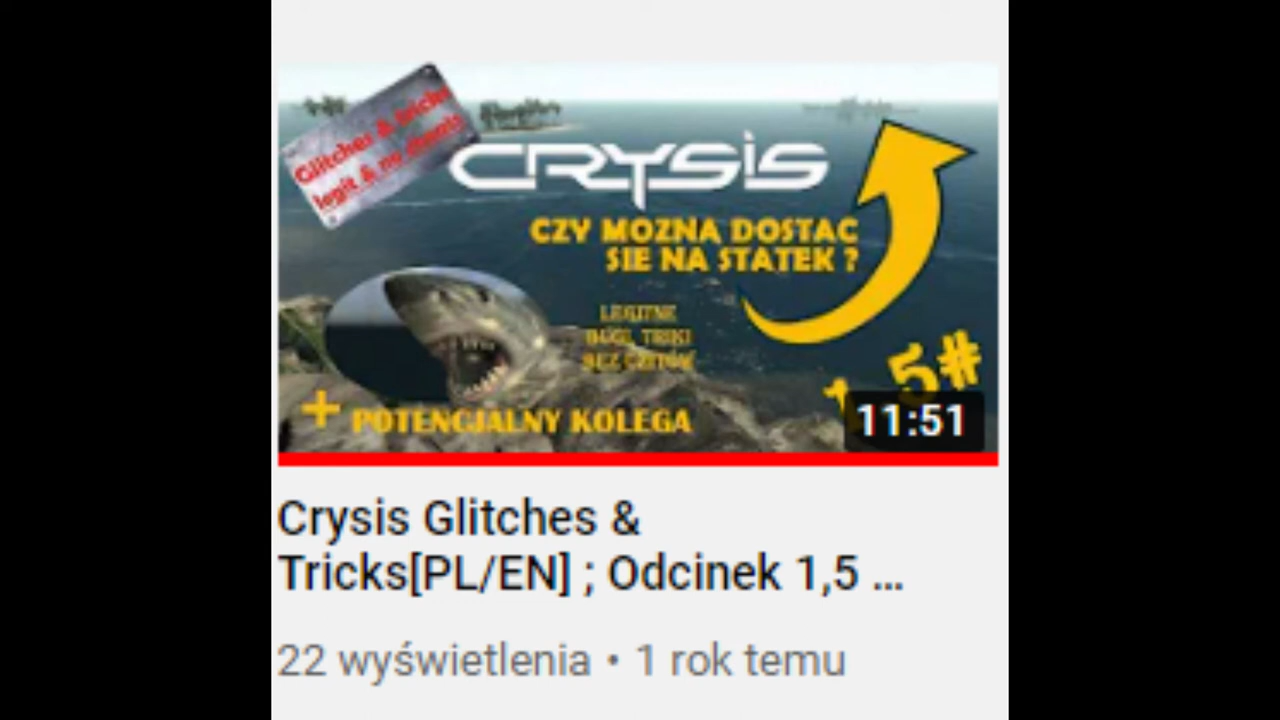 Glitches & tricks
legit & no cheats
CRYSIS
CZY MOZNA DOSTAC
SIE NA STATEK ?
LEGITNE
BUGI, TRIKI
BEZ CZITÓW
1,5#
+ POTENCJALNY KOLEGA
11:51
Crysis Glitches &
Tricks[PL/EN] ; Odcinek 1,5 ...
22 wyświetlenia • 1 rok temu